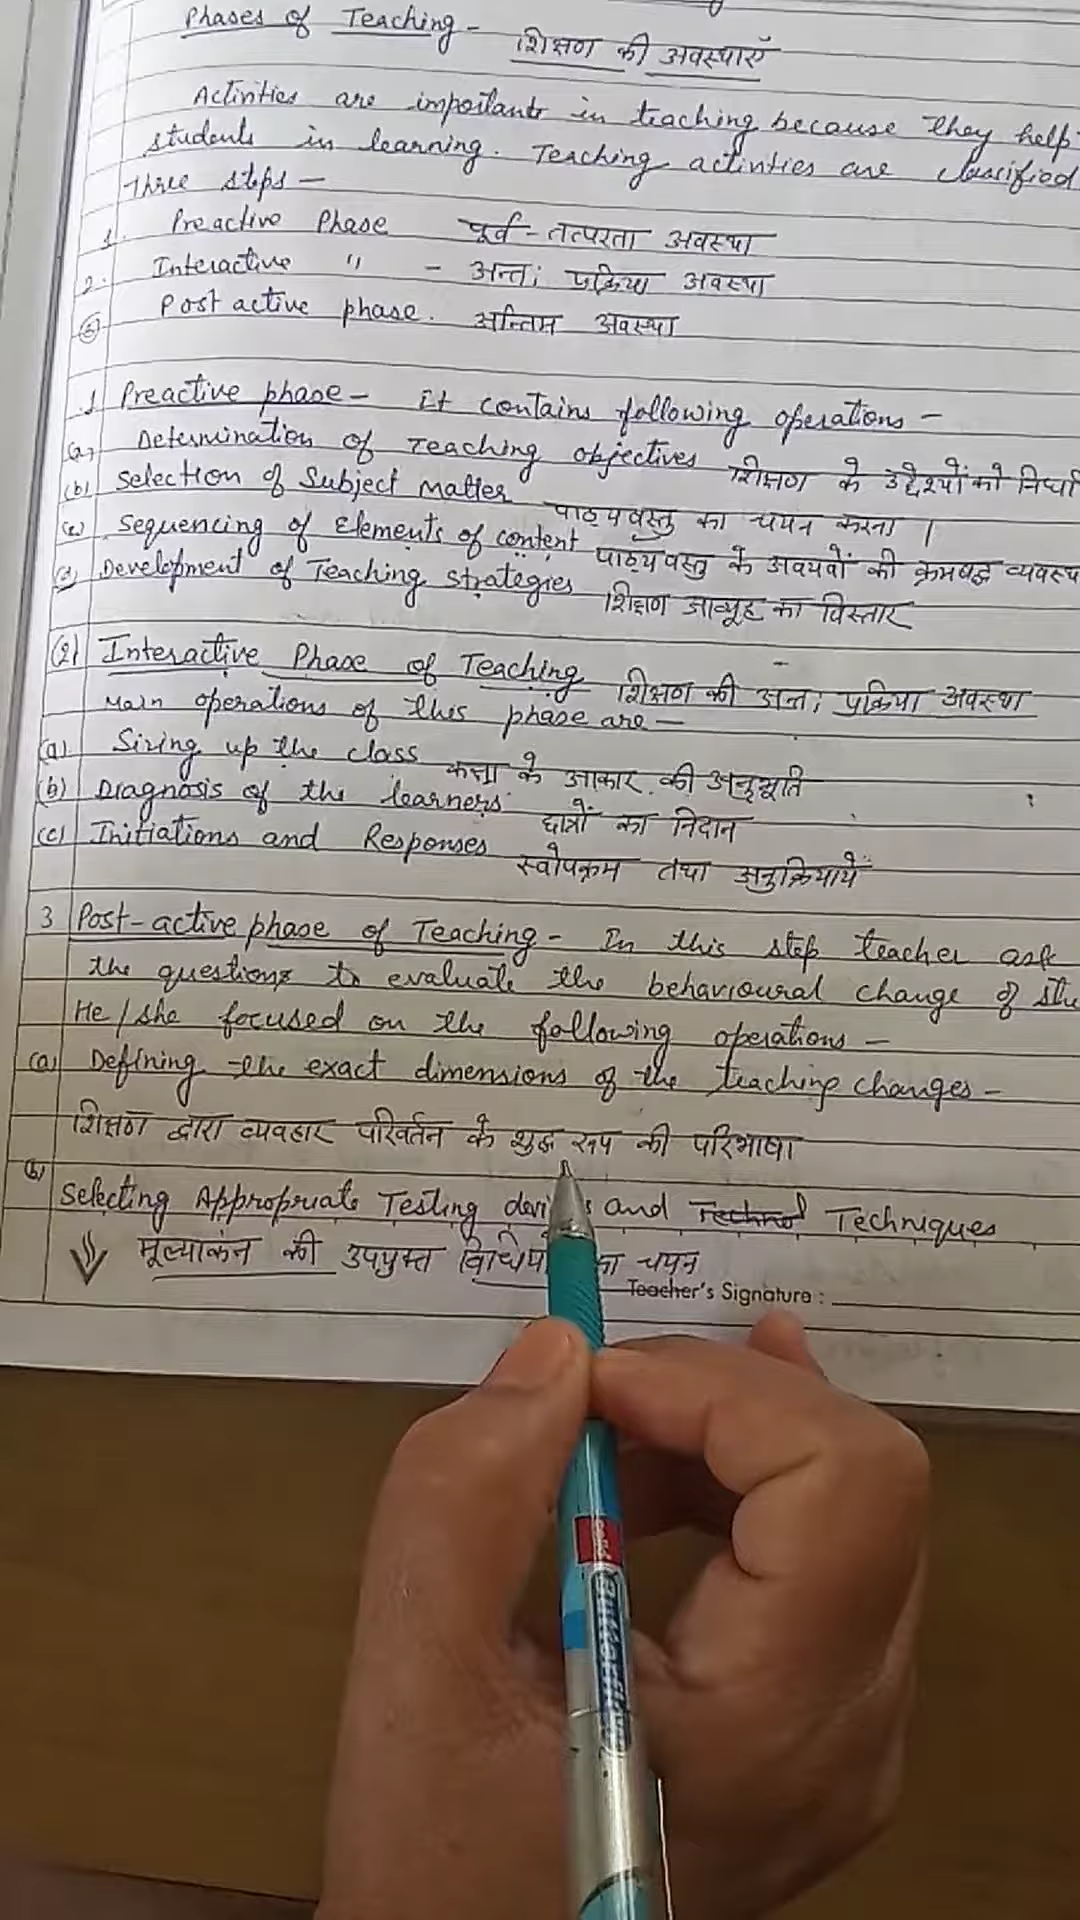 Phases of Teaching - शिक्षण की अवस्थाएँ
Activities are importants in teaching because they help
students in learning. Teaching activities are classified
Three steps -
1. Preactive Phase पूर्व - तत्परता अवस्था
2. Interactive " - अन्त: प्रक्रिया अवस्था
③ Post active phase. अन्तिम अवस्था
1 Preactive phase - it contains following operations -
(a) Determination of Teaching objectives शिक्षण के उद्देश्यों को
(b) Selection of Subject Matter पाठ्यवस्तु का चयन करना ।
(c) Sequencing of Elements of content पाठ्यवस्तु के अवयवों की क्रमबद्ध
(d) Development of Teaching strategies शिक्षण आव्यूह का विस्तार
(2) Interactive Phase of Teaching शिक्षण की अन्त: प्रक्रिया अवस्था
Main operations of this phase are -
(a) Sizing up the class कक्षा के आकार की अनुभूति
(b) Diagnosis of the learners छात्रों का निदान
(c) Initiations and Responses स्वोपक्रम तथा अनुक्रियायें
3 Post-active phase of Teaching - In this step teacher ask
the questions to evaluate the behavioural change of
He/she focused on the following operations -
(a) Defining the exact dimensions of the teaching changes -
शिक्षण द्वारा व्यवहार परिवर्तन के शुद्ध रूप की परिभाषा
(b) Selecting Appropriate Testing and Techniques
मूल्याकंन की उपयुक्त चयन
Teacher's Signature :